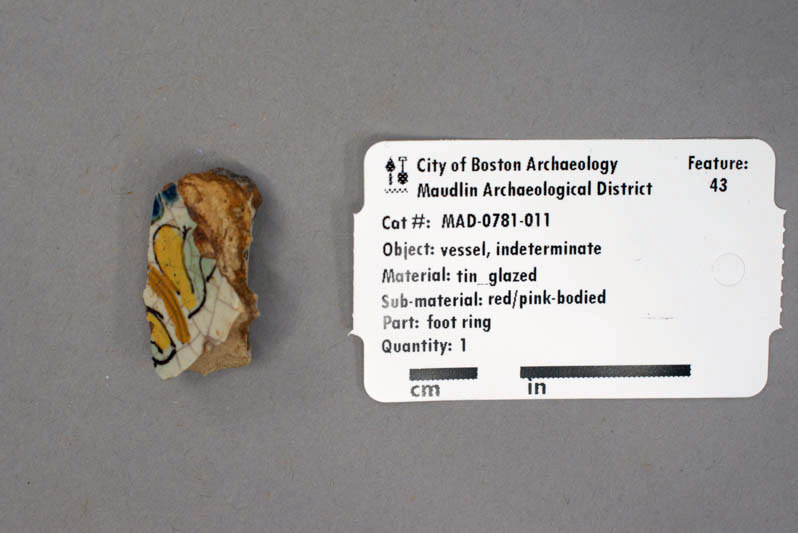 City of Boston Archaeology
Maudlin Archaeological District
Feature:
43
Cat #: MAD-0781-011
Object: vessel, indeterminate
Material: tin_glazed
Sub-material: red/pink-bodied
Part: foot ring
Quantity: 1
cm
in